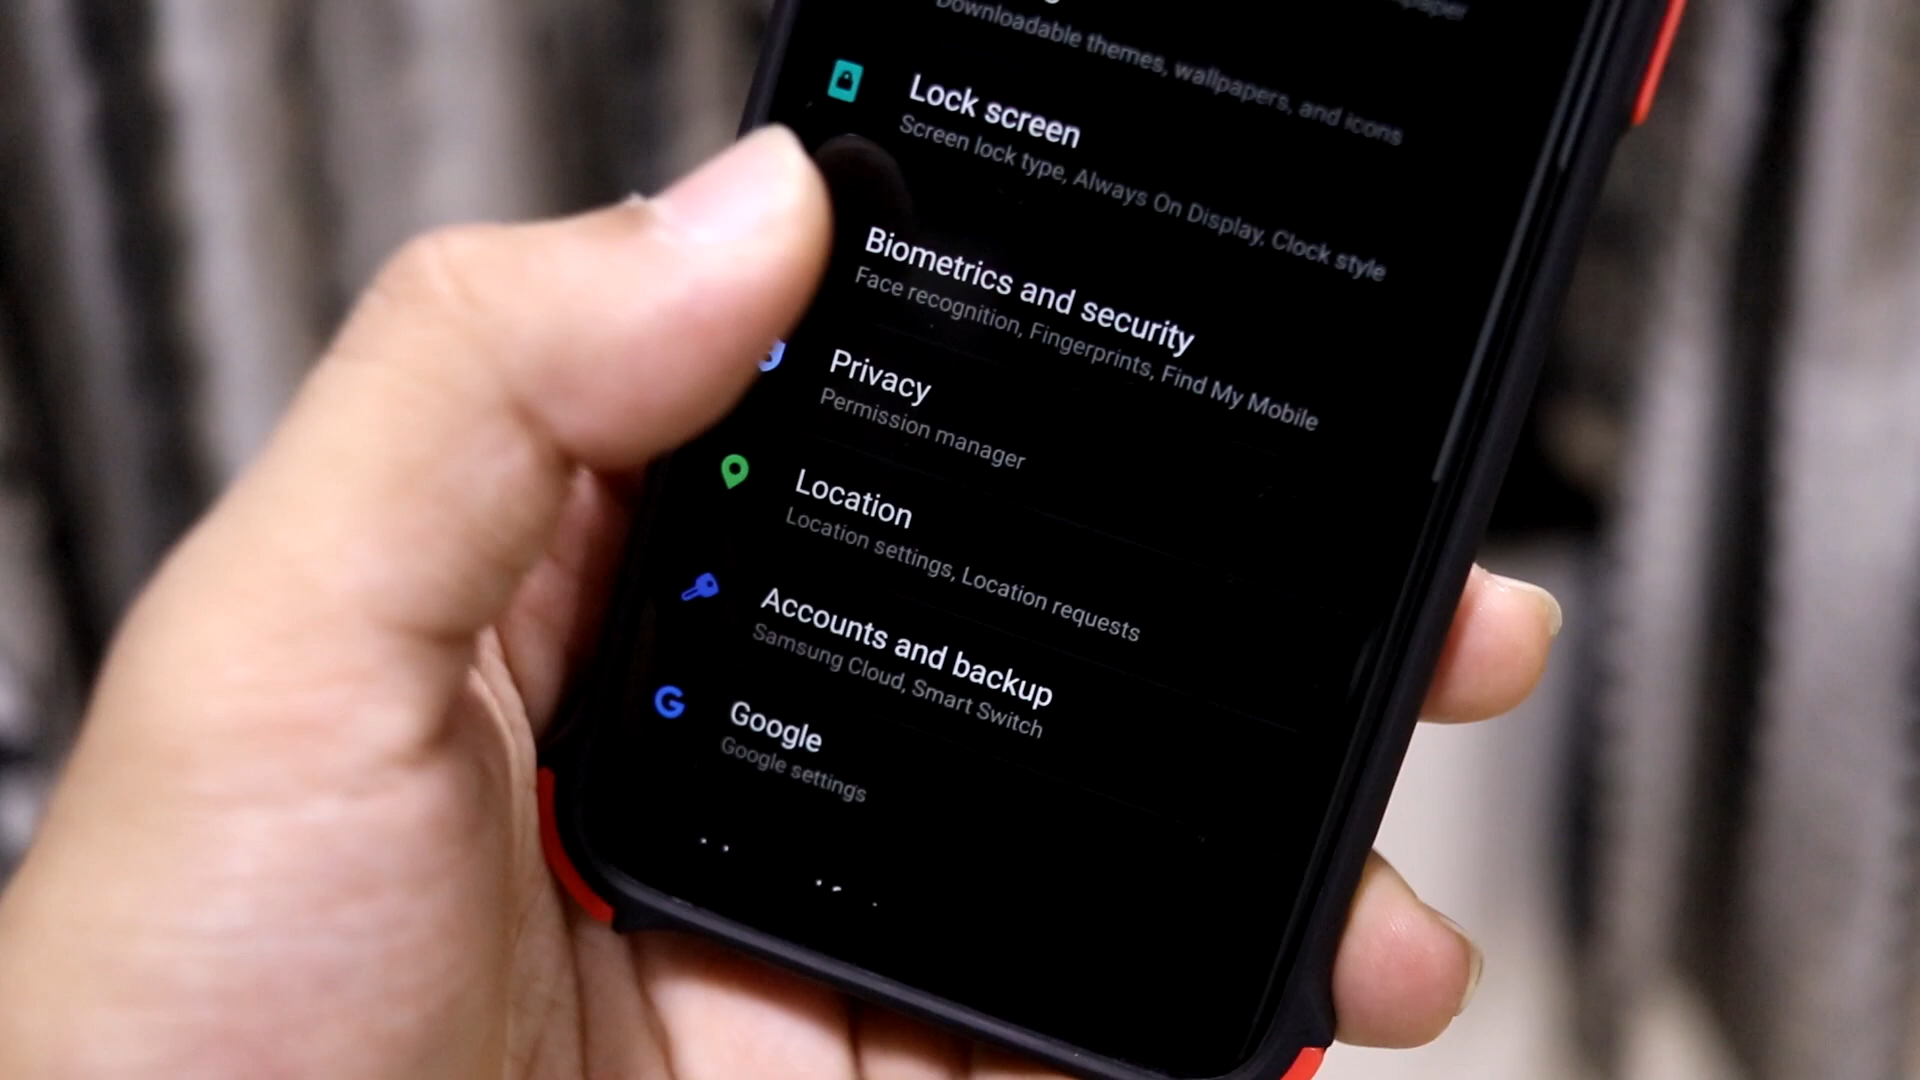 Downloadable themes, wallpapers, and icons
Lock screen
Screen lock type, Always On Display, Clock style
Biometrics and security
Face recognition, Fingerprints, Find My Mobile
Privacy
Permission manager
Location
Location settings, Location requests
Accounts and backup
Samsung Cloud, Smart Switch
Google
Google settings